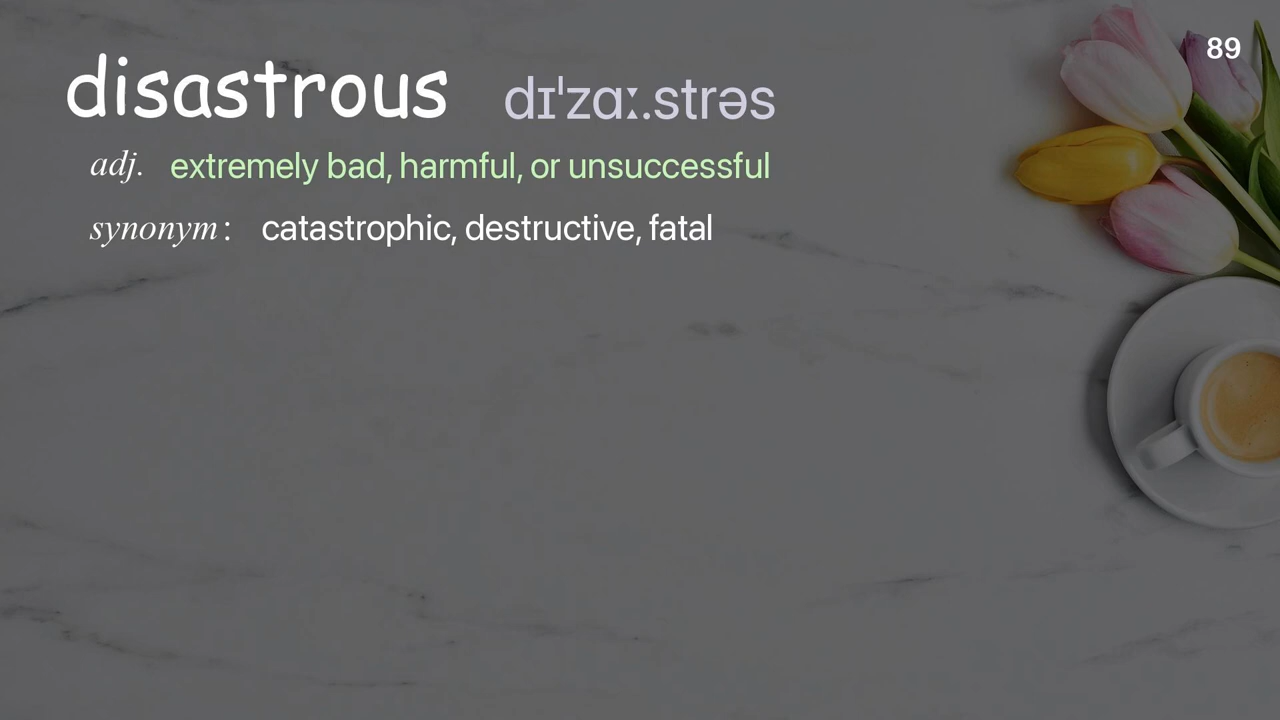 89
disastrous dɪˈzɑː.strəs
adj. extremely bad, harmful, or unsuccessful
synonym: catastrophic, destructive, fatal